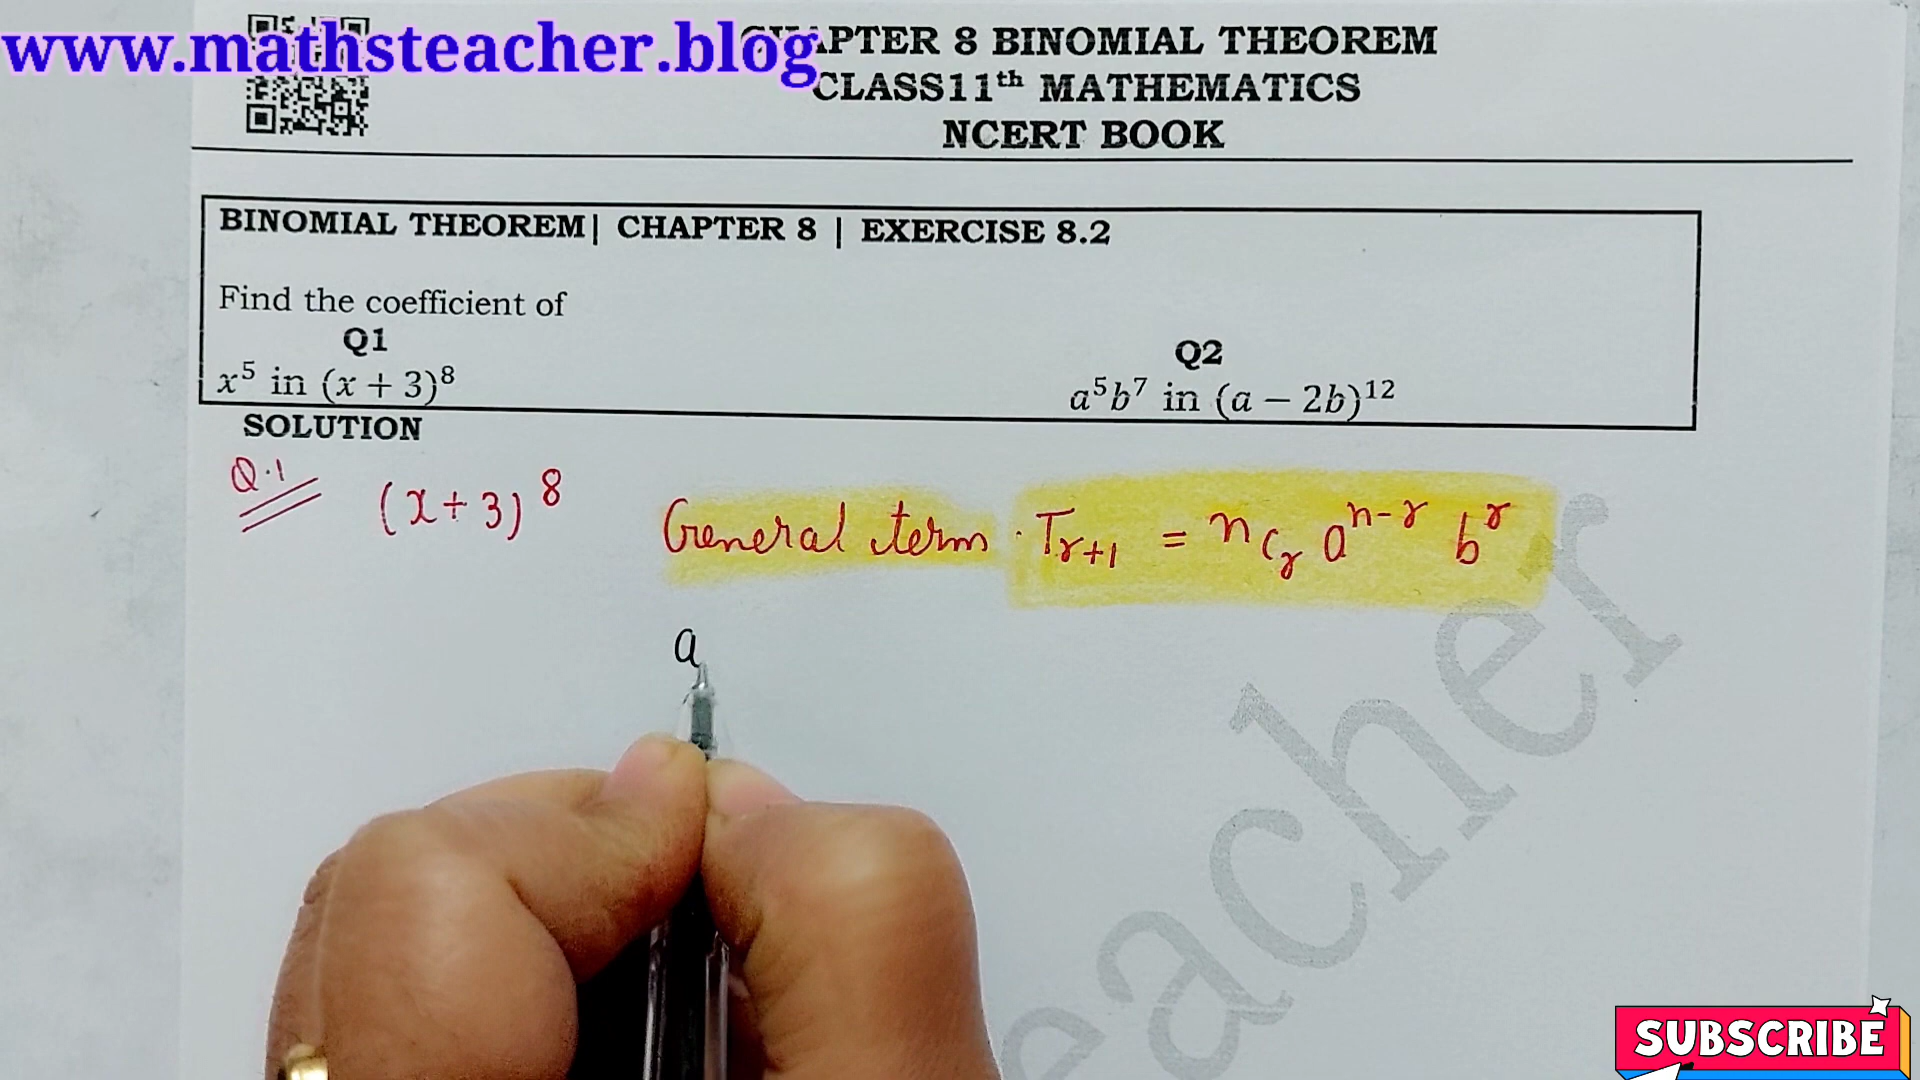 www.mathsteacher.blog
CHAPTER 8 BINOMIAL THEOREM
CLASS11ᵗʰ MATHEMATICS
NCERT BOOK
BINOMIAL THEOREM| CHAPTER 8 | EXERCISE 8.2
Find the coefficient of
Q1 Q2
x⁵ in (x + 3)⁸ a⁵b⁷ in (a − 2b)¹²
SOLUTION
Q.1 (x+3)⁸ General term. Tᵣ₊₁ = ⁿCᵣ aⁿ⁻ʳ bʳ
a
eacher
SUBSCRIBE